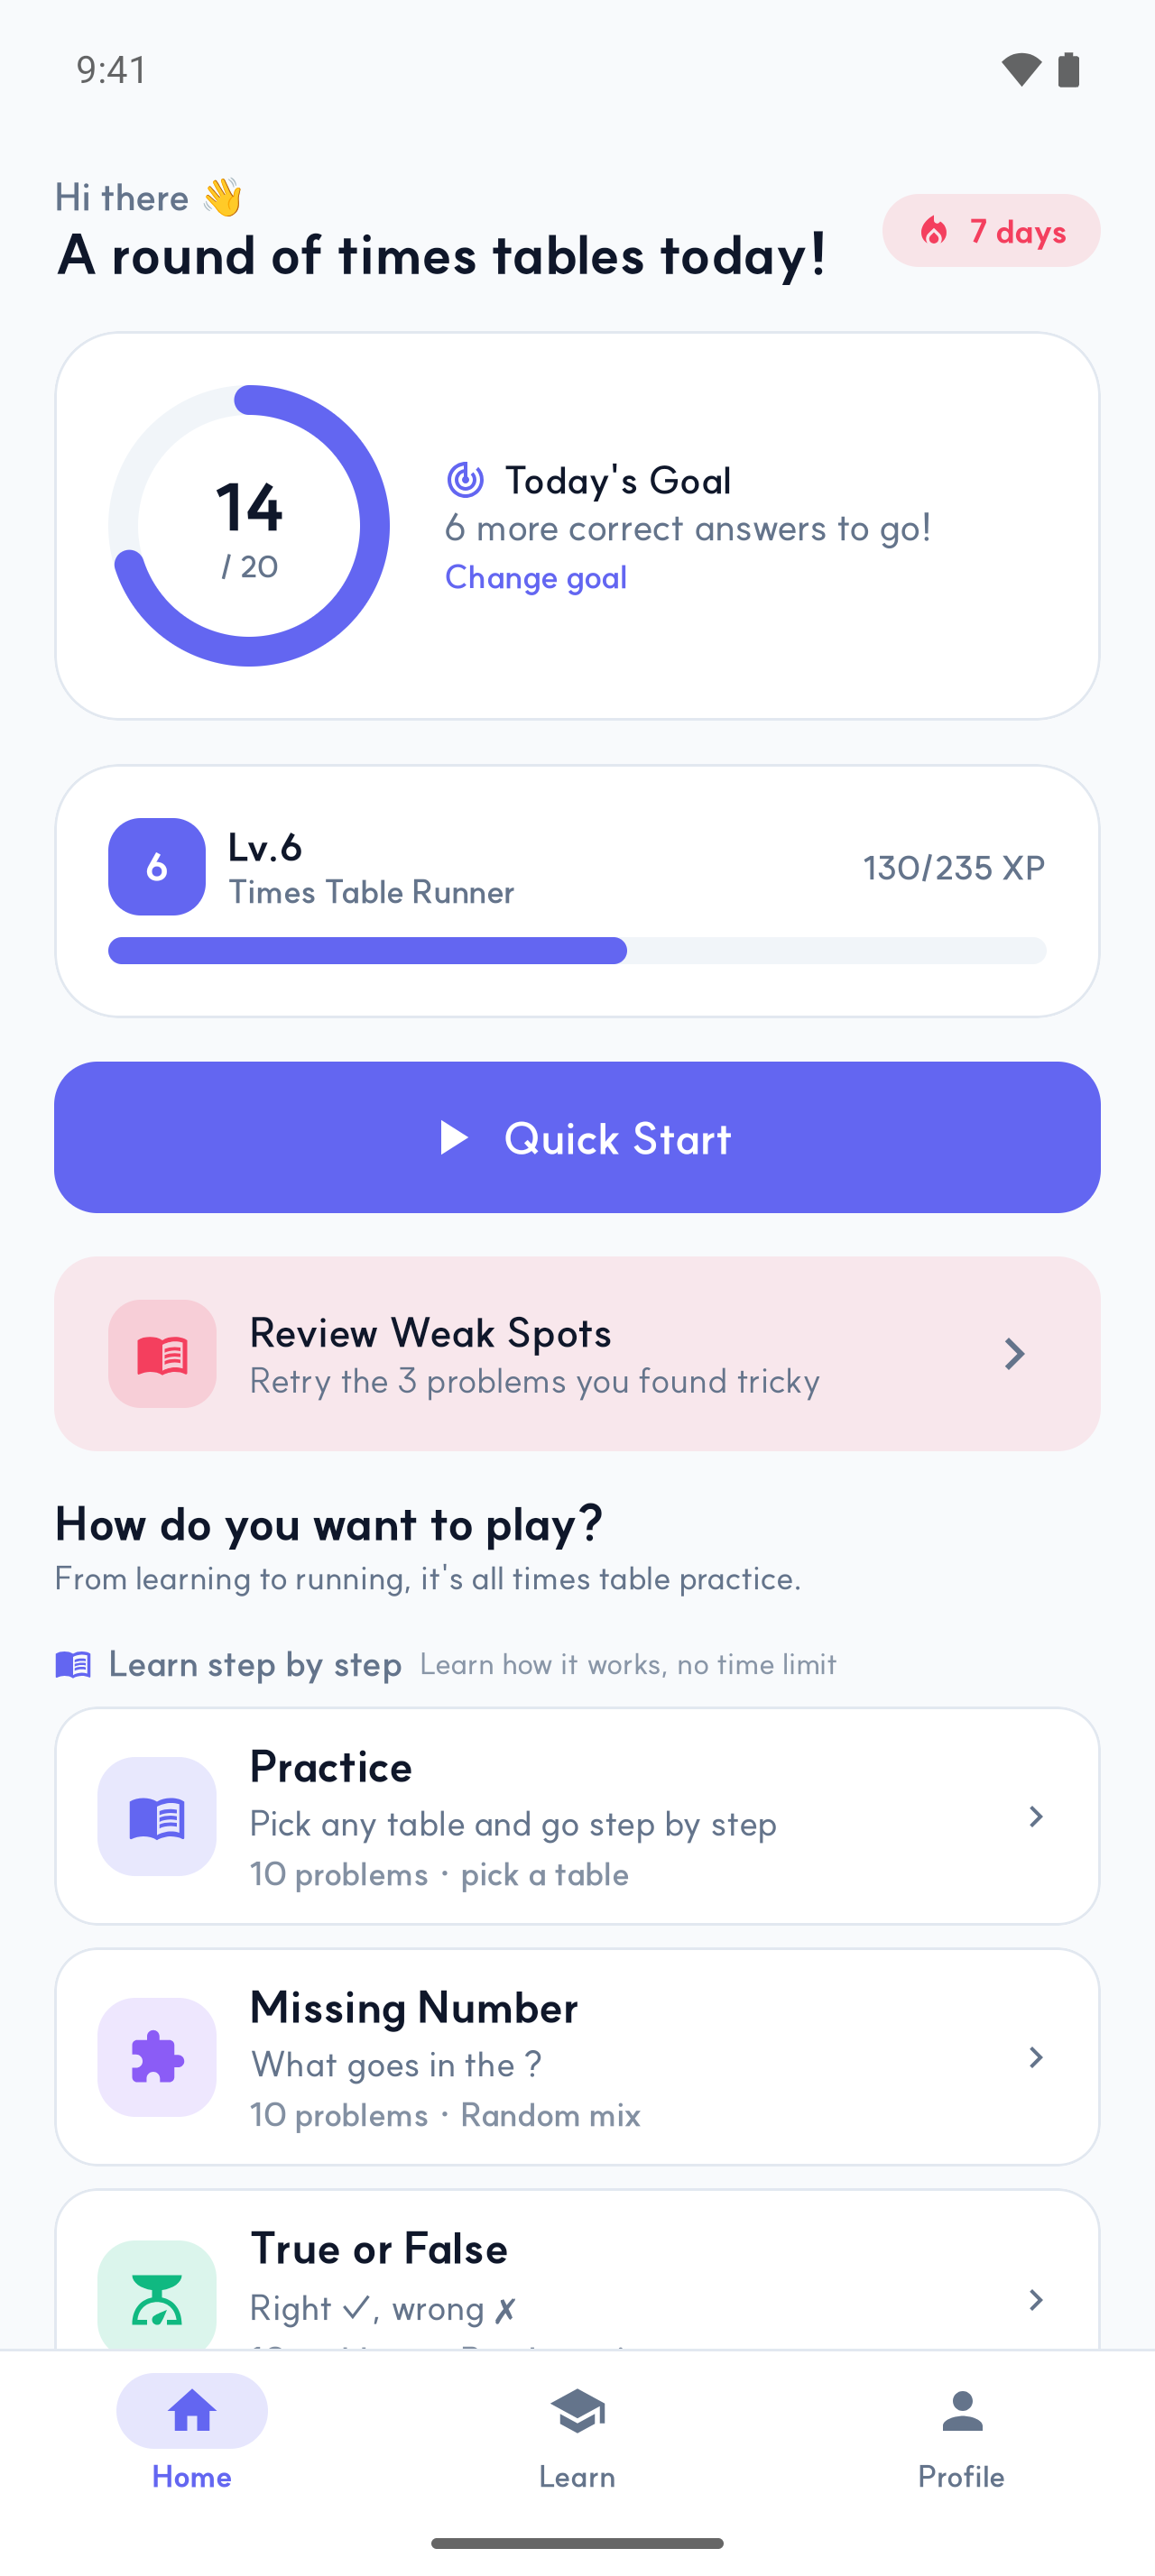 9:41
Hi there 👋
A round of times tables today!
7 days
14
/ 20
Today's Goal
6 more correct answers to go!
Change goal
6
Lv.6
Times Table Runner
130/235 XP
Quick Start
Review Weak Spots
Retry the 3 problems you found tricky
How do you want to play?
From learning to running, it's all times table practice.
Learn step by step Learn how it works, no time limit
Practice
Pick any table and go step by step
10 problems · pick a table
Missing Number
What goes in the ?
10 problems · Random mix
True or False
Right ✓, wrong ✗
Home
Learn
Profile